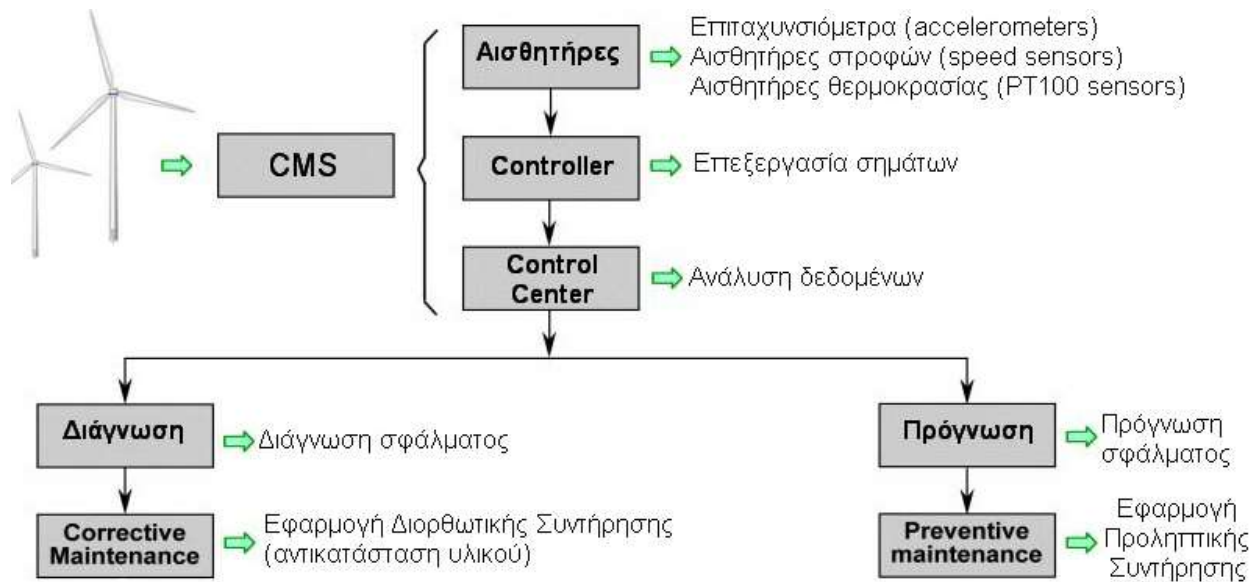 Αισθητήρες
Επιταχυνσιόμετρα (accelerometers)
Αισθητήρες στροφών (speed sensors)
Αισθητήρες θερμοκρασίας (PT100 sensors)
CMS
Controller
Επεξεργασία σημάτων
Control
Center
Ανάλυση δεδομένων
Διάγνωση
Διάγνωση σφάλματος
Πρόγνωση
Πρόγνωση
σφάλματος
Corrective
Maintenance
Εφαρμογή Διορθωτικής Συντήρησης
(αντικατάσταση υλικού)
Preventive
maintenance
Εφαρμογή
Προληπτικής
Συντήρησης